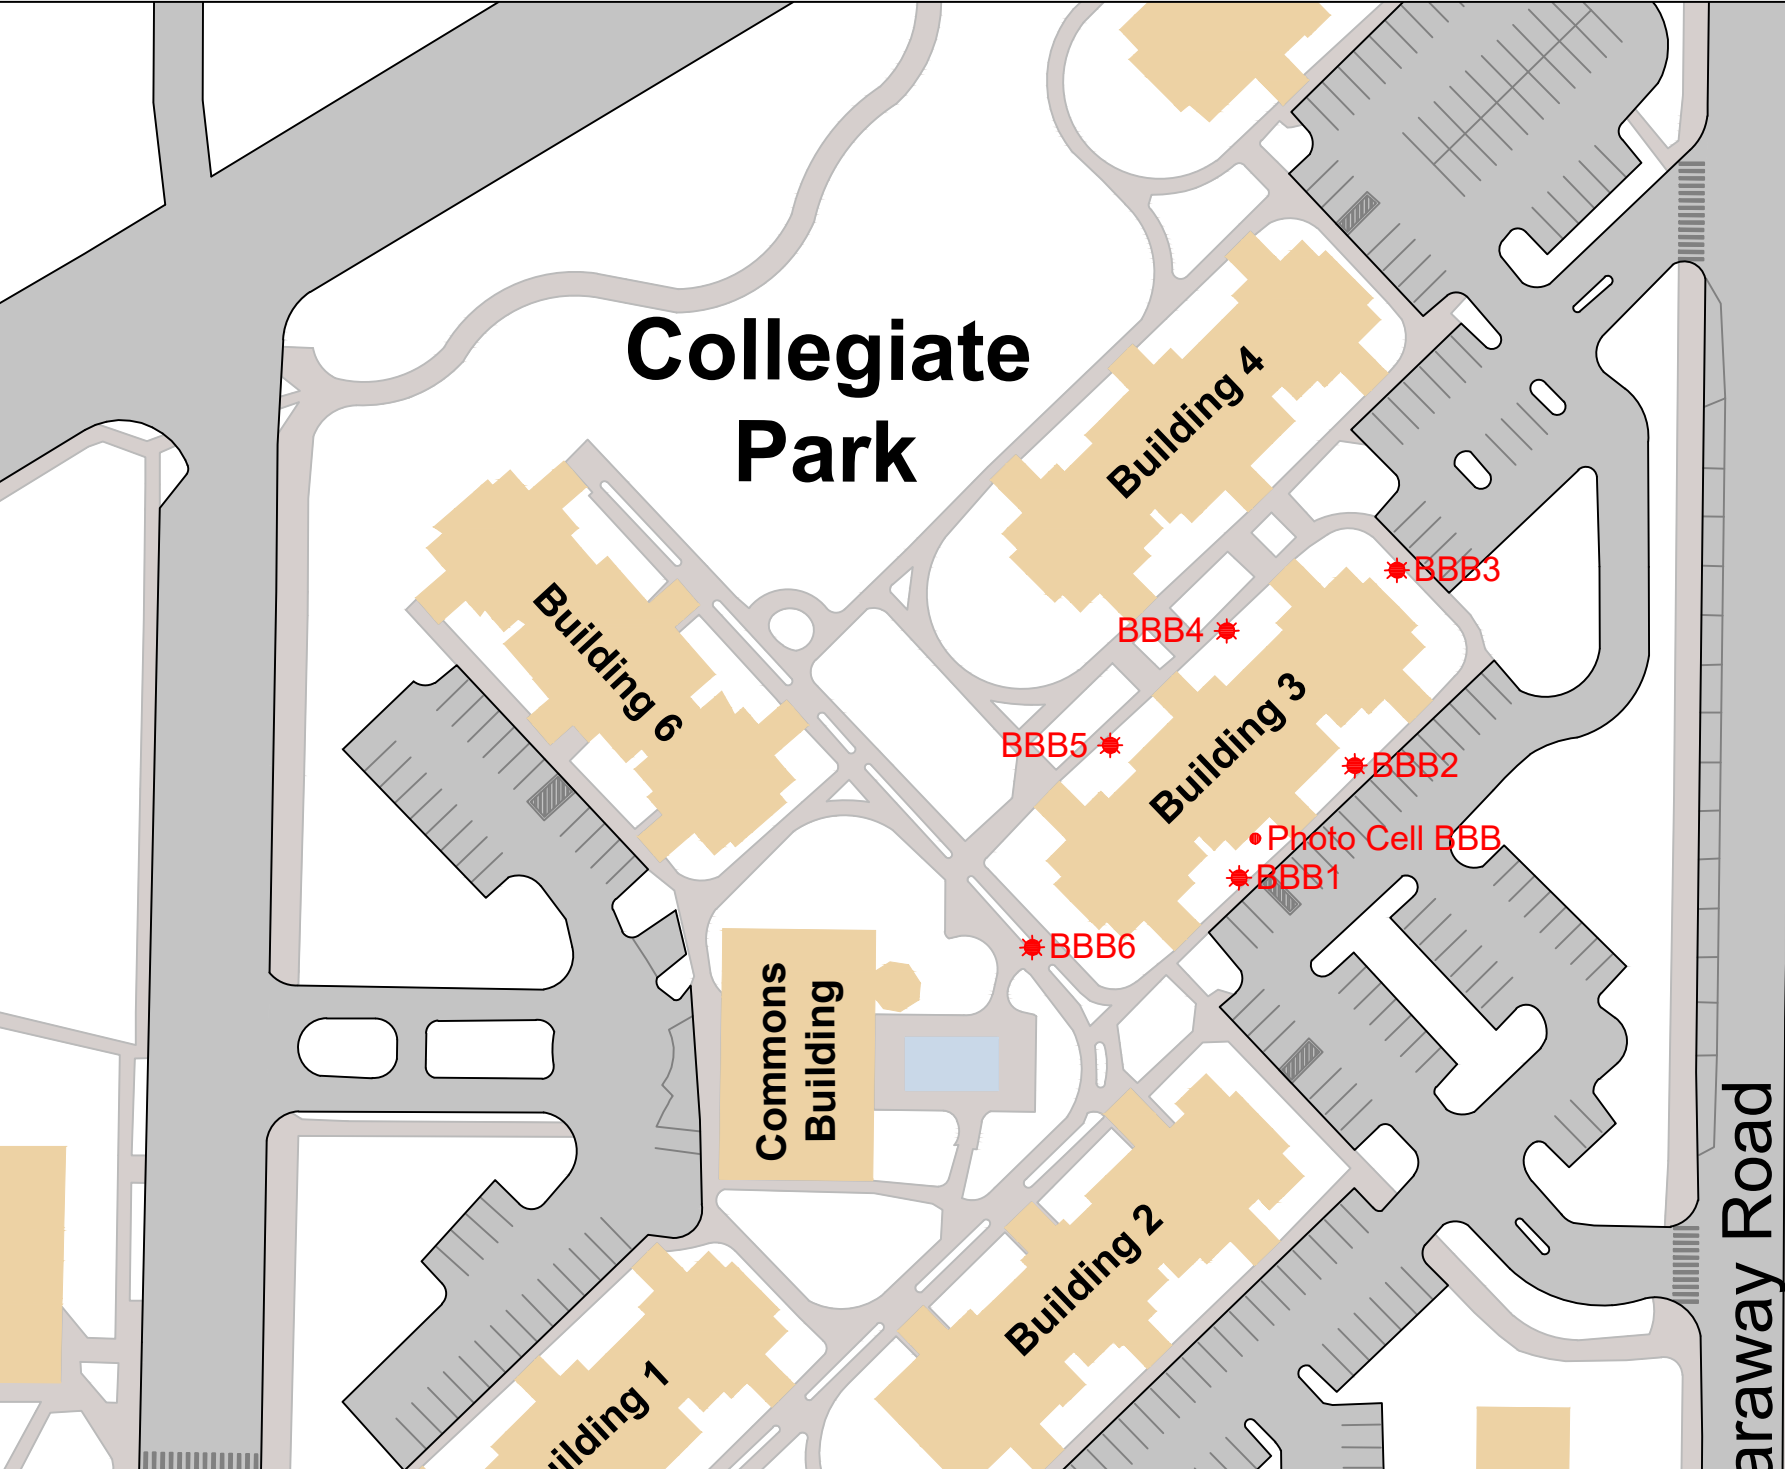 Collegiate
Park
Building 4
BBB3
BBB4
Building 6
Building 3
BBB5
BBB2
Photo Cell BBB
BBB1
BBB6
Commons
Building
Building 2
araway Road
uilding 1